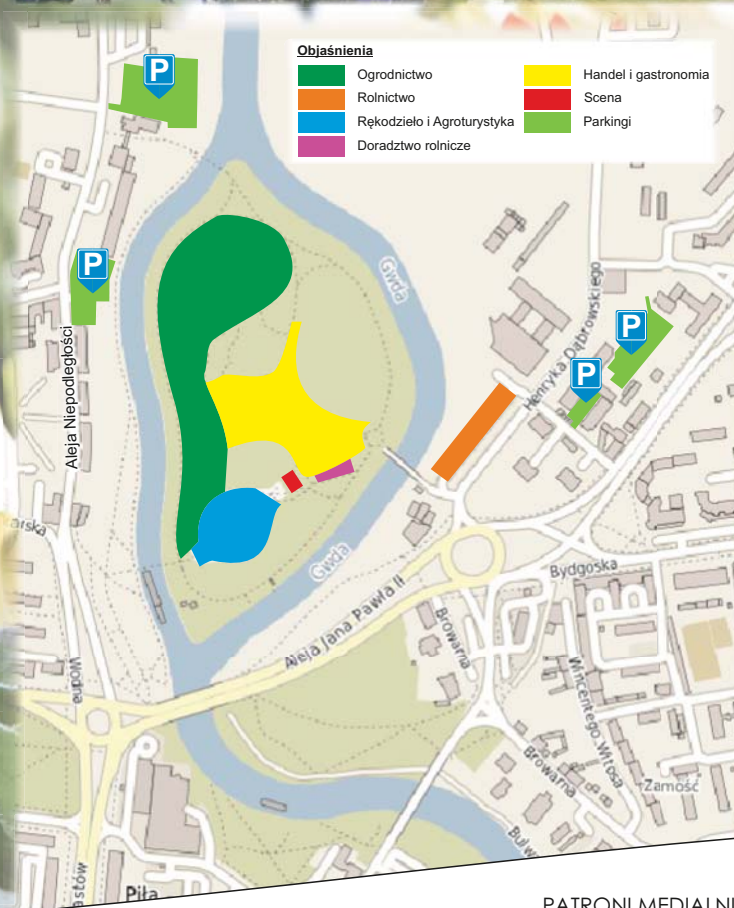 Objaśnienia
Ogrodnictwo
Rolnictwo
Rękodzieło i Agroturystyka
Doradztwo rolnicze
Handel i gastronomia
Scena
Parkingi
P
P
P
P
Gwda
Henryka Dąbrowskiego
Aleja Niepodległości
Gwda
Aleja Jana Pawła II
Bydgoska
Browarna
Wodna
Wincentego Witosa
Browarna
Zamość
Piła
PATRONI MEDIALNI